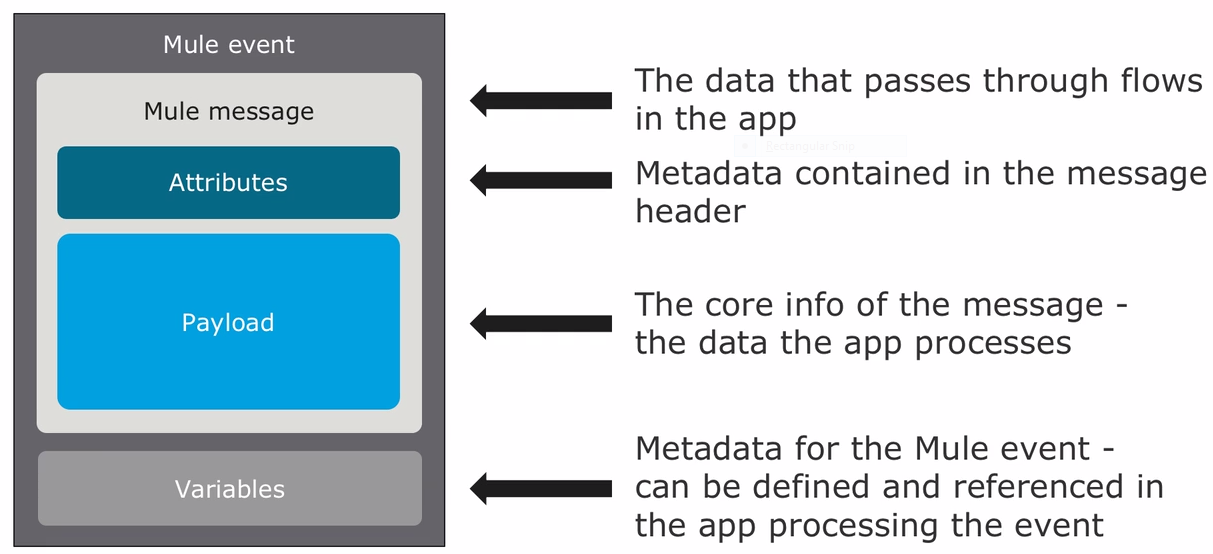 Mule event
Mule message
The data that passes through flows
in the app
Rectangular Snip
Attributes
Metadata contained in the message
header
Payload
The core info of the message -
the data the app processes
Variables
Metadata for the Mule event -
can be defined and referenced in
the app processing the event